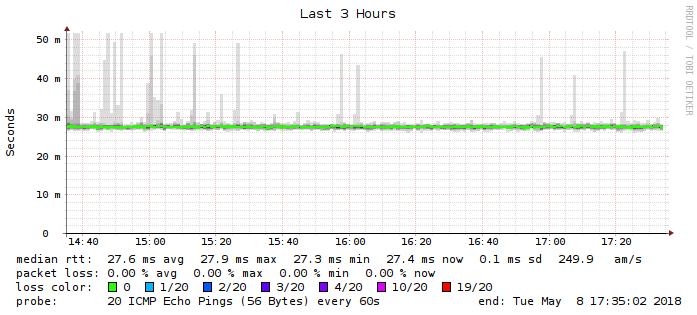 Last 3 Hours
RRDTOOL / TOBI OETIKER
Seconds
50 m
40 m
30 m
20 m
10 m
0
14:40 15:00 15:20 15:40 16:00 16:20 16:40 17:00 17:20
median rtt: 27.6 ms avg 27.9 ms max 27.3 ms min 27.4 ms now 0.1 ms sd 249.9 am/s
packet loss: 0.00 % avg 0.00 % max 0.00 % min 0.00 % now
loss color: 0 1/20 2/20 3/20 4/20 10/20 19/20
probe: 20 ICMP Echo Pings (56 Bytes) every 60s end: Tue May 8 17:35:02 2018